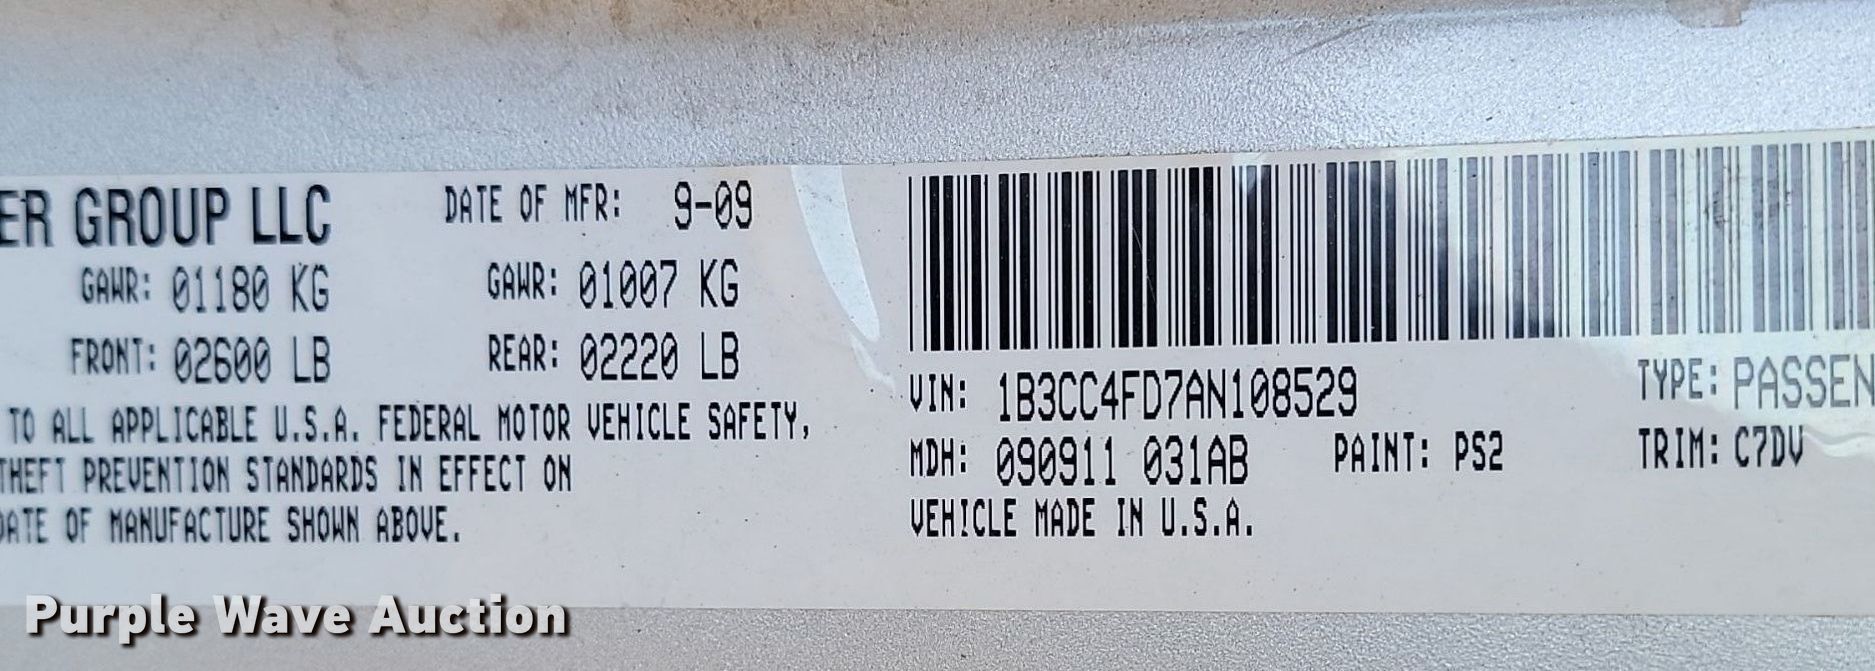 ER GROUP LLC DATE OF MFR: 9-09
GAWR: 01180 KG GAWR: 01007 KG
FRONT: 02600 LB REAR: 02220 LB
TO ALL APPLICABLE U.S.A. FEDERAL MOTOR VEHICLE SAFETY,
THEFT PREVENTION STANDARDS IN EFFECT ON
DATE OF MANUFACTURE SHOWN ABOVE.
VIN: 1B3CC4FD7AN108529 TYPE: PASSEN
MDH: 090911 031AB PAINT: PS2 TRIM: C7DV
VEHICLE MADE IN U.S.A.
Purple Wave Auction